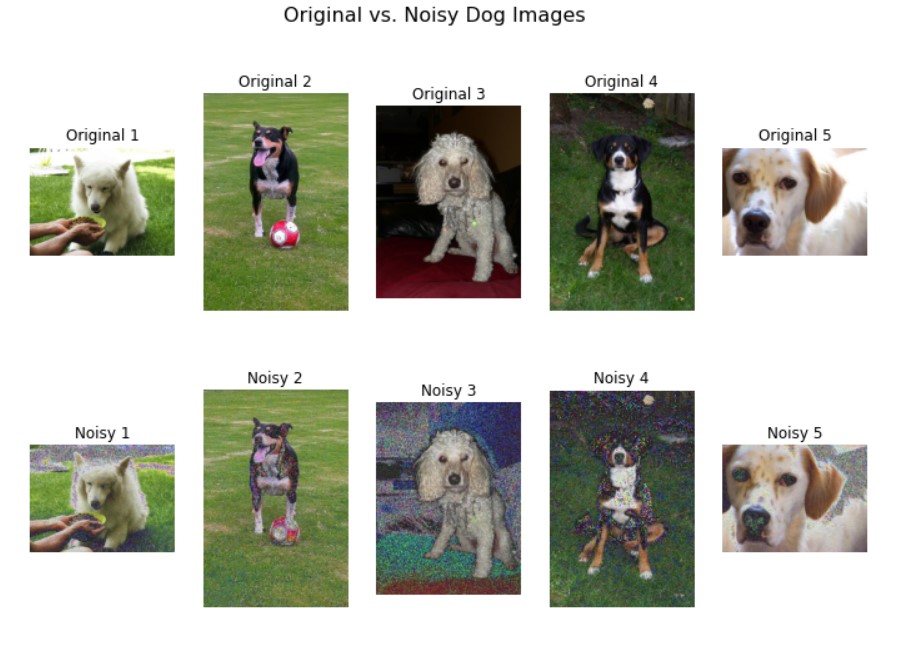 Original vs. Noisy Dog Images
Original 1
Original 2
Original 3
Original 4
Original 5
Noisy 1
Noisy 2
Noisy 3
Noisy 4
Noisy 5